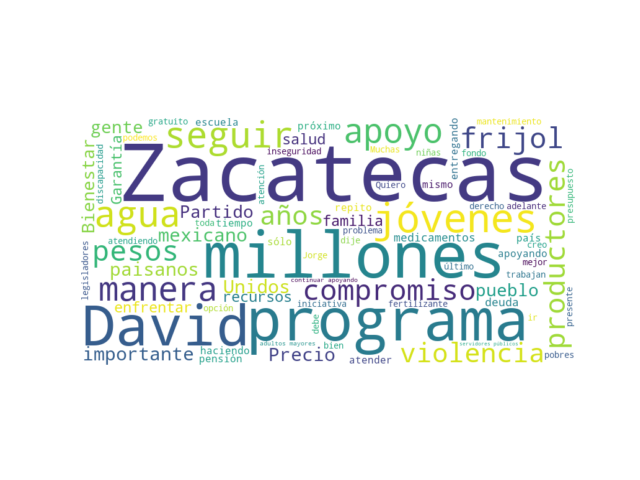 gratuito escuela próximo mantenimiento
gente seguir salud apoyo entregando frijol
podemos inseguridad Muchas niñas fondo
Bienestar discapacidad Garantía Zacatecas
atención Quiero mismo derecho adelante presupuesto
agua Partido años familia repito jóvenes productores
toda tiempo problema
mexicano sólo dije medicamentos país creo
atendiendo
pesos millones apoyando mejor
legisladores paisanos Jorge último trabajan
manera Unidos continuar apoyando compromiso pueblo
recursos iniciativa fertilizante deuda presente
enfrentar opción debe ir
David programa
adultos mayores servidores públicos
importante haciendo Precio bien violencia
pensión atender pobres